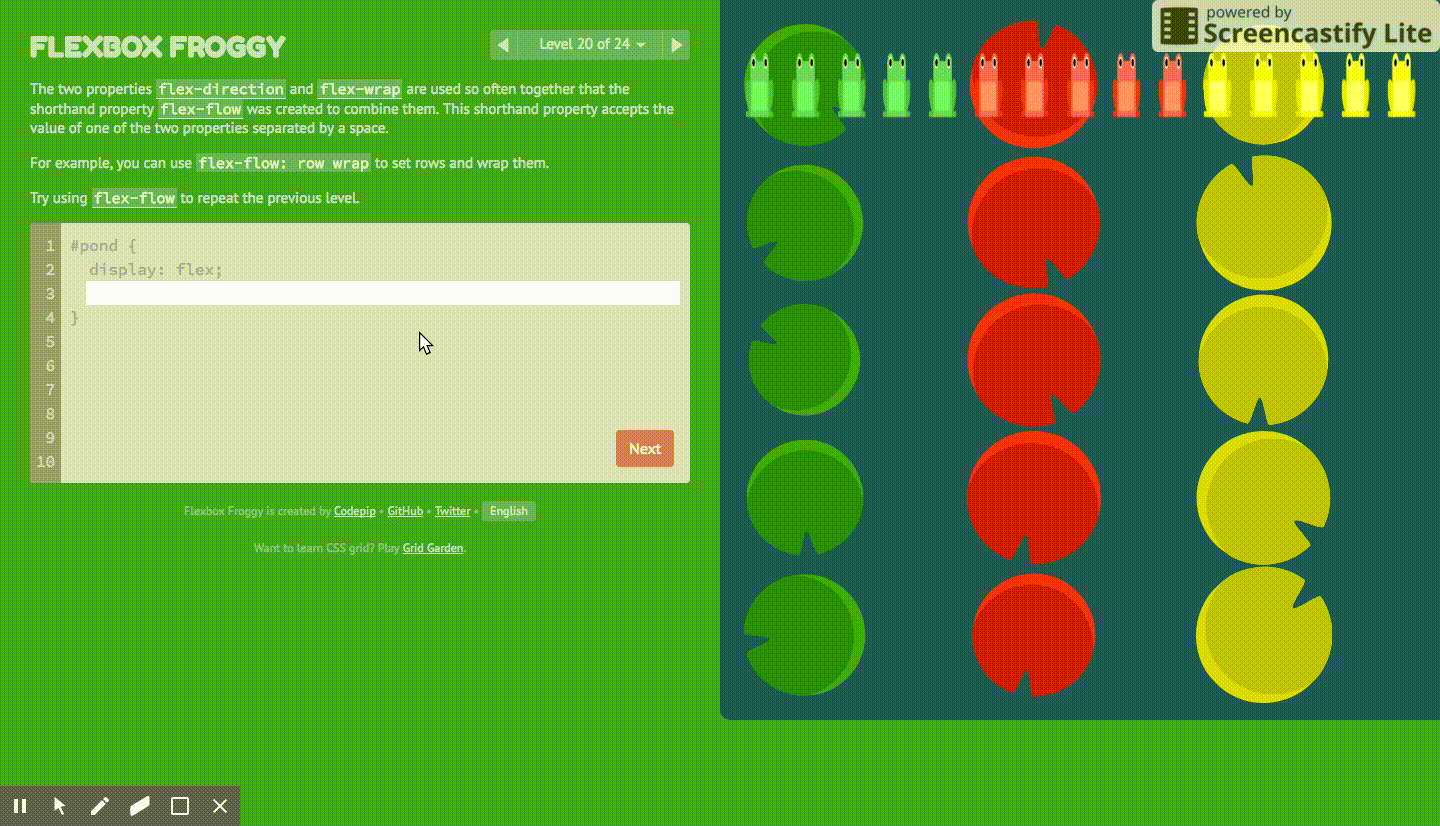 powered by
Screencastify Lite
FLEXBOX FROGGY
Level 20 of 24
The two properties flex-direction and flex-wrap are used so often together that the
shorthand property flex-flow was created to combine them. This shorthand property accepts the
value of one of the two properties separated by a space.
For example, you can use flex-flow: row wrap to set rows and wrap them.
Try using flex-flow to repeat the previous level.
1 #pond {
2 display: flex;
3
4 }
5
6
7
8
9
10
Next
Flexbox Froggy is created by Codepip • GitHub • Twitter • English
Want to learn CSS grid? Play Grid Garden.